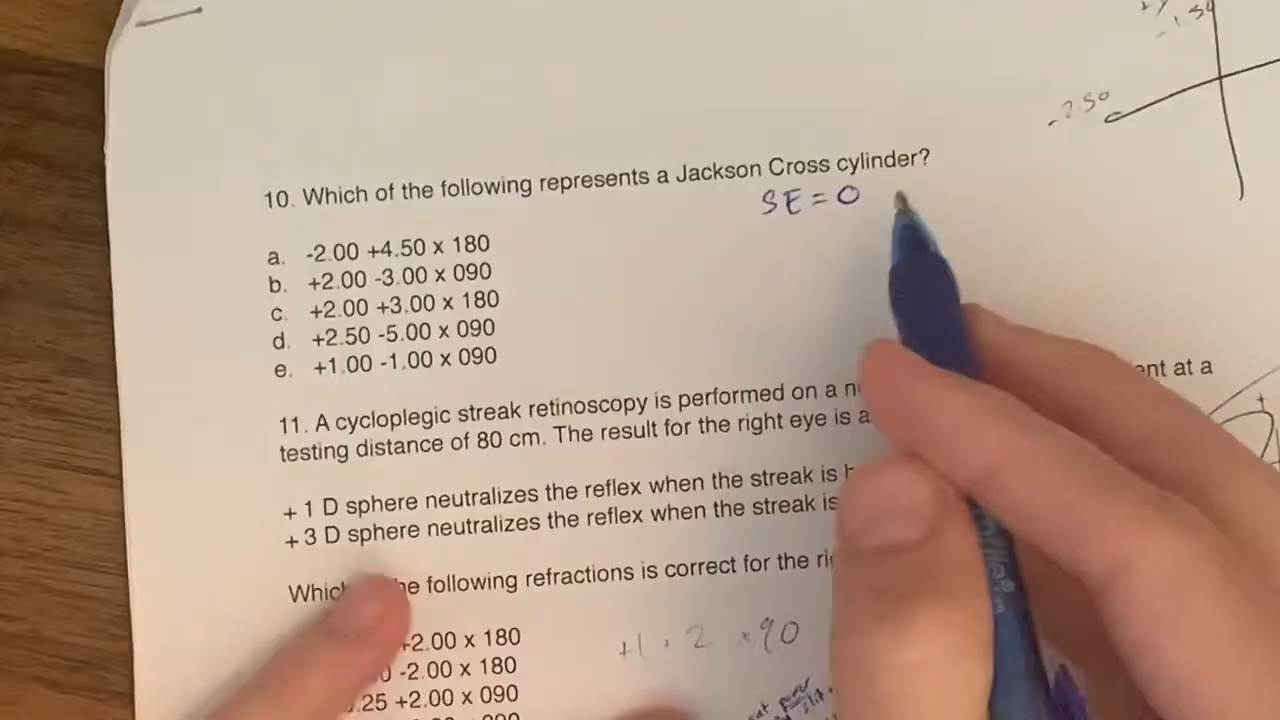 -1.50
-2.50
10. Which of the following represents a Jackson Cross cylinder?
SE = 0
a. -2.00 +4.50 x 180
b. +2.00 -3.00 x 090
c. +2.00 +3.00 x 180
d. +2.50 -5.00 x 090
e. +1.00 -1.00 x 090
11. A cycloplegic streak retinoscopy is performed on a at a
testing distance of 80 cm. The result for the right eye is
+ 1 D sphere neutralizes the reflex when the streak is
+ 3 D sphere neutralizes the reflex when the streak is
following refractions is correct for the
+2.00 x 180
-2.00 x 180
.25 +2.00 x 090
+1 + 2 x 90